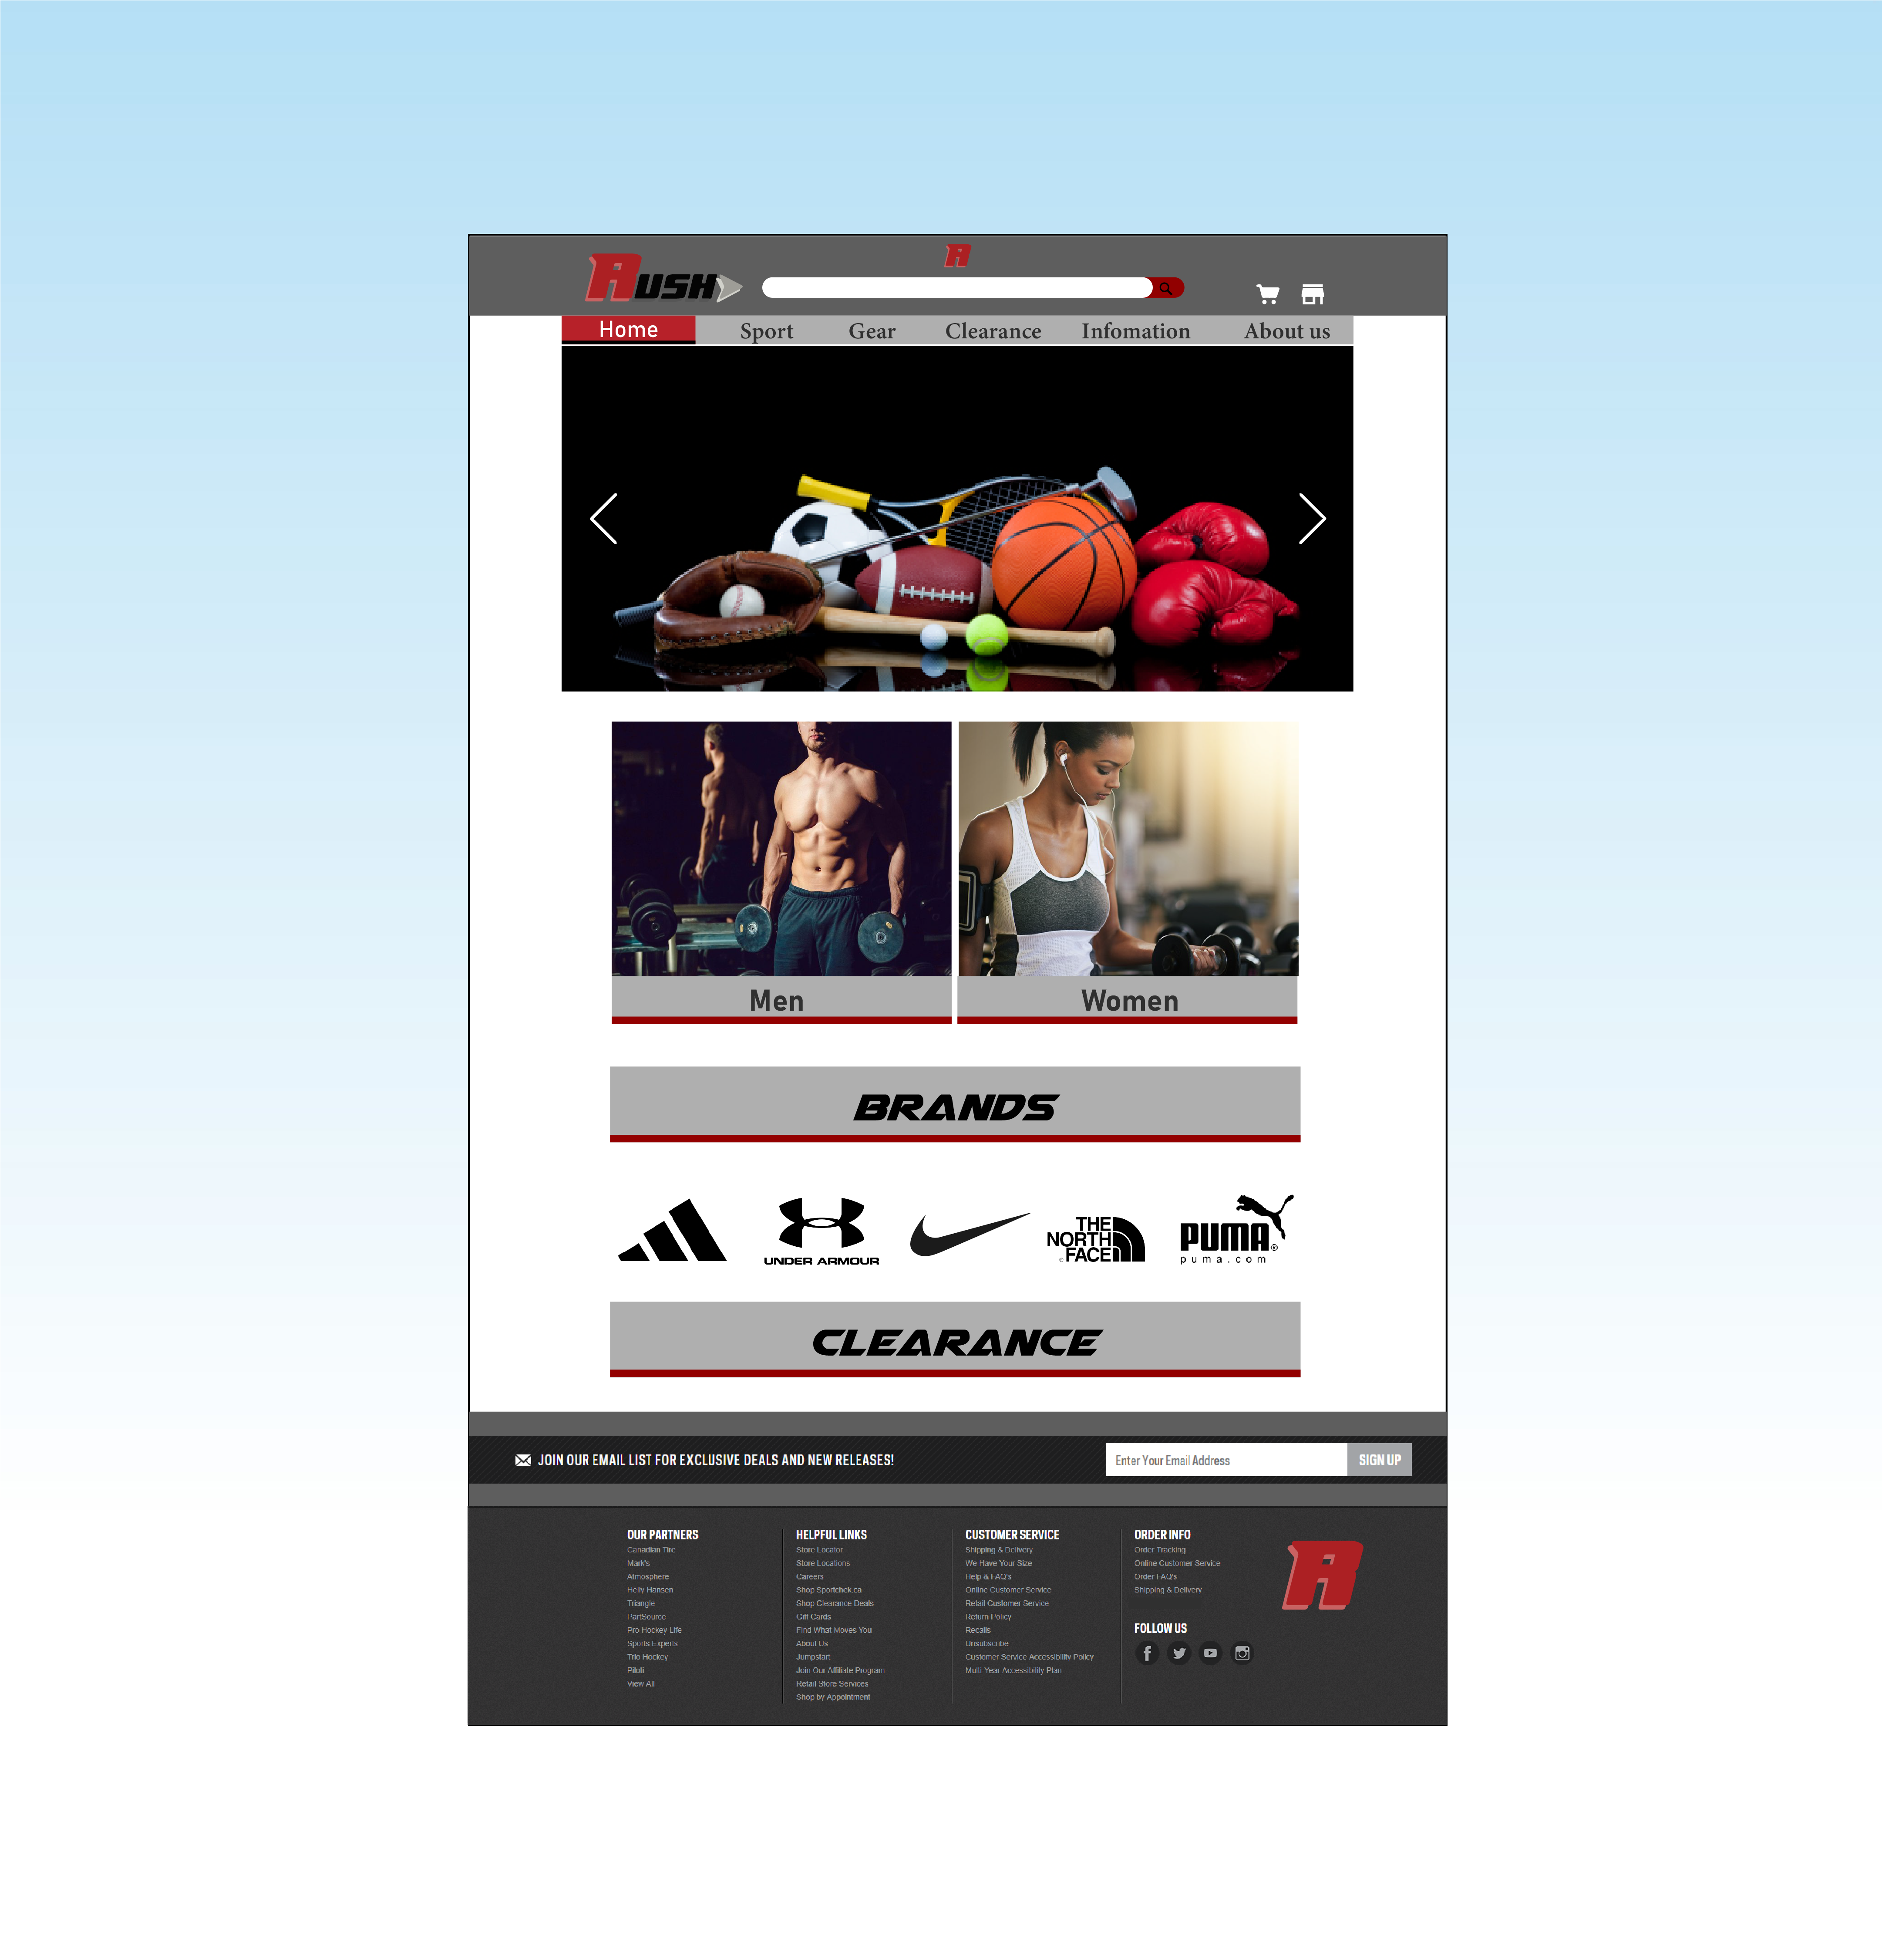 RUSH
R
Home Sport Gear Clearance Infomation About us
Men Women
BRANDS
UNDER ARMOUR
THE
NORTH
FACE
PUMA®
puma.com
CLEARANCE
JOIN OUR EMAIL LIST FOR EXCLUSIVE DEALS AND NEW RELEASES! Enter Your Email Address SIGN UP
OUR PARTNERS
Canadian Tire
Mark's
Atmosphere
Helly Hansen
Triangle
PartSource
Pro Hockey Life
Sports Experts
Trio Hockey
Piloti
View All
HELPFUL LINKS
Store Locator
Store Locations
Careers
Shop Sportchek.ca
Shop Clearance Deals
Gift Cards
Find What Moves You
About Us
Jumpstart
Join Our Affiliate Program
Retail Store Services
Shop by Appointment
CUSTOMER SERVICE
Shipping & Delivery
We Have Your Size
Help & FAQ's
Online Customer Service
Retail Customer Service
Return Policy
Recalls
Unsubscribe
Customer Service Accessibility Policy
Multi-Year Accessibility Plan
ORDER INFO
Order Tracking
Online Customer Service
Order FAQ's
Shipping & Delivery
FOLLOW US
R